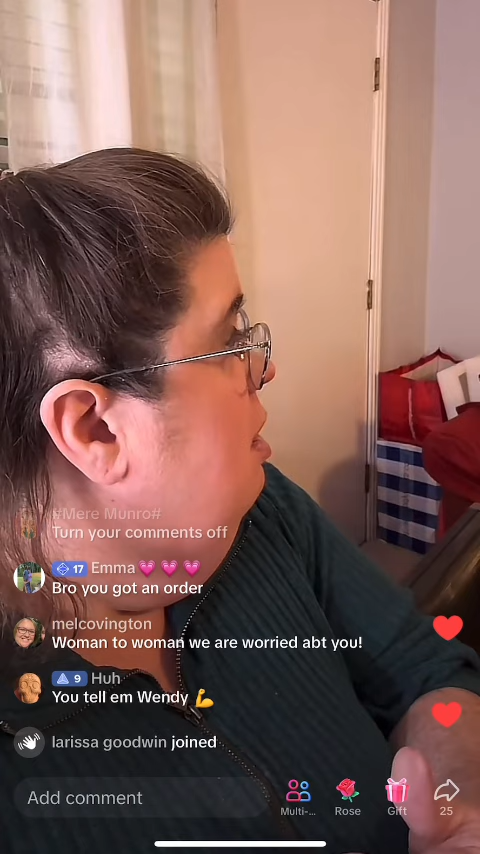 #Mere Munro#
Turn your comments off
17 Emma💗💗💗
Bro you got an order
melcovington
Woman to woman we are worried abt you!
9 Huh
You tell em Wendy 💪
larissa goodwin joined
Add comment
Multi-...
Rose
Gift
25